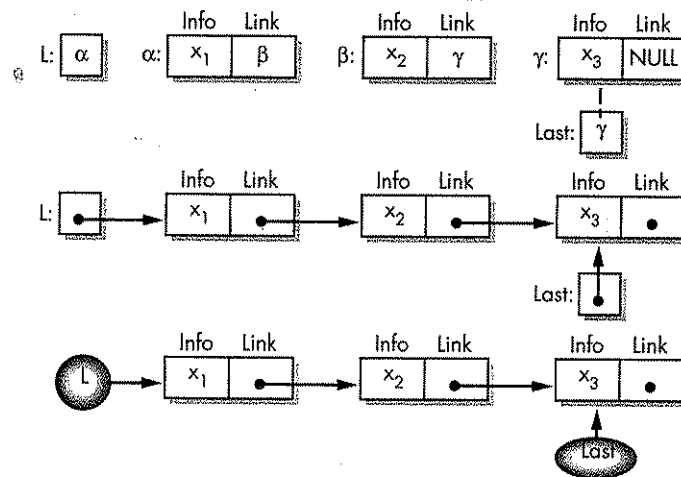 Info Link Info Link Info Link
L: α α: x₁ β β: x₂ γ γ: x₃ NULL
Last: γ
Info Link Info Link Info Link
L: x₁ x₂ x₃
Last:
Info Link Info Link Info Link
L x₁ x₂ x₃
Last